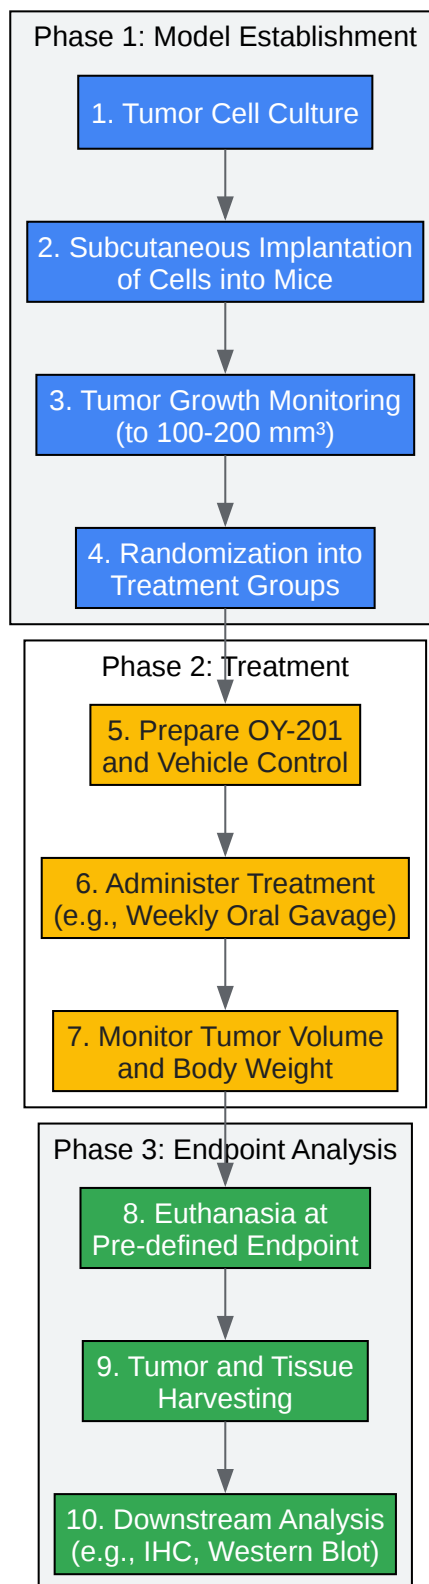 Phase 1: Model Establishment
1. Tumor Cell Culture
2. Subcutaneous Implantation
of Cells into Mice
3. Tumor Growth Monitoring
(to 100-200 mm³)
4. Randomization into
Treatment Groups
Phase 2: Treatment
5. Prepare OY-201
and Vehicle Control
6. Administer Treatment
(e.g., Weekly Oral Gavage)
7. Monitor Tumor Volume
and Body Weight
Phase 3: Endpoint Analysis
8. Euthanasia at
Pre-defined Endpoint
9. Tumor and Tissue
Harvesting
10. Downstream Analysis
(e.g., IHC, Western Blot)